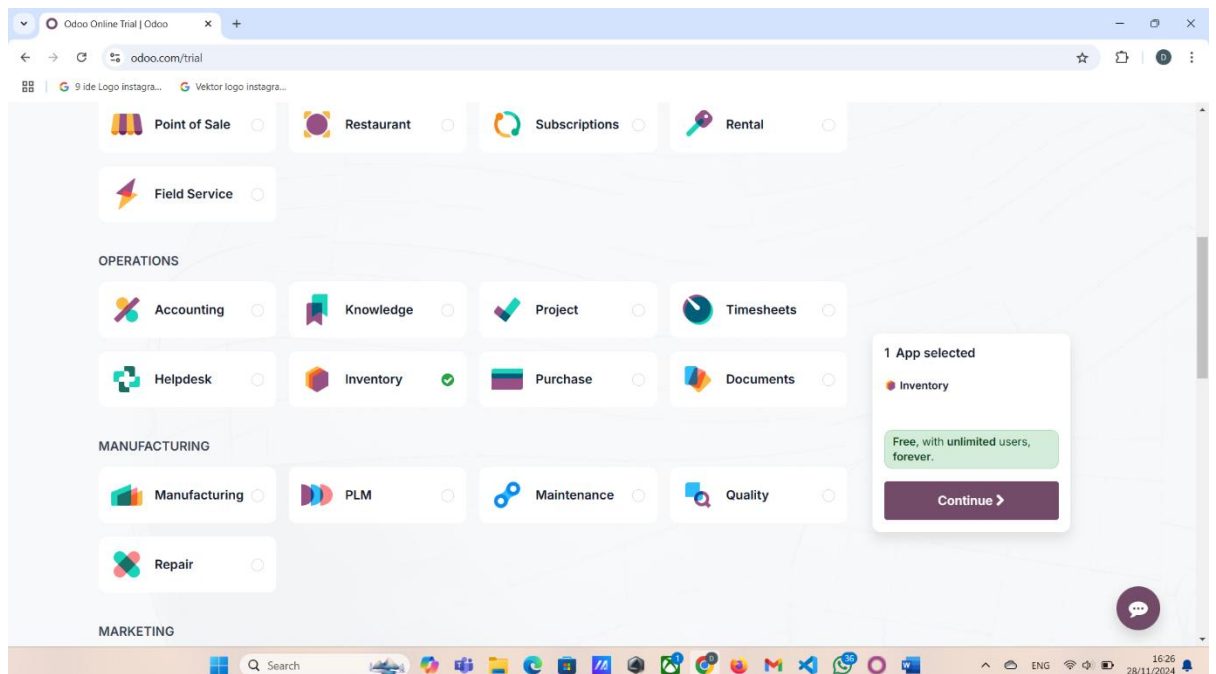 Odoo Online Trial | Odoo
odoo.com/trial
9 ide Logo instagra...
Vektor logo instagra...
D
Point of Sale
Restaurant
Subscriptions
Rental
Field Service
OPERATIONS
Accounting
Knowledge
Project
Timesheets
Helpdesk
Inventory
Purchase
Documents
1 App selected
Inventory
Free, with unlimited users,
forever.
Continue
MANUFACTURING
Manufacturing
PLM
Maintenance
Quality
Repair
MARKETING
Search
1
36
ENG
16:26
28/11/2024